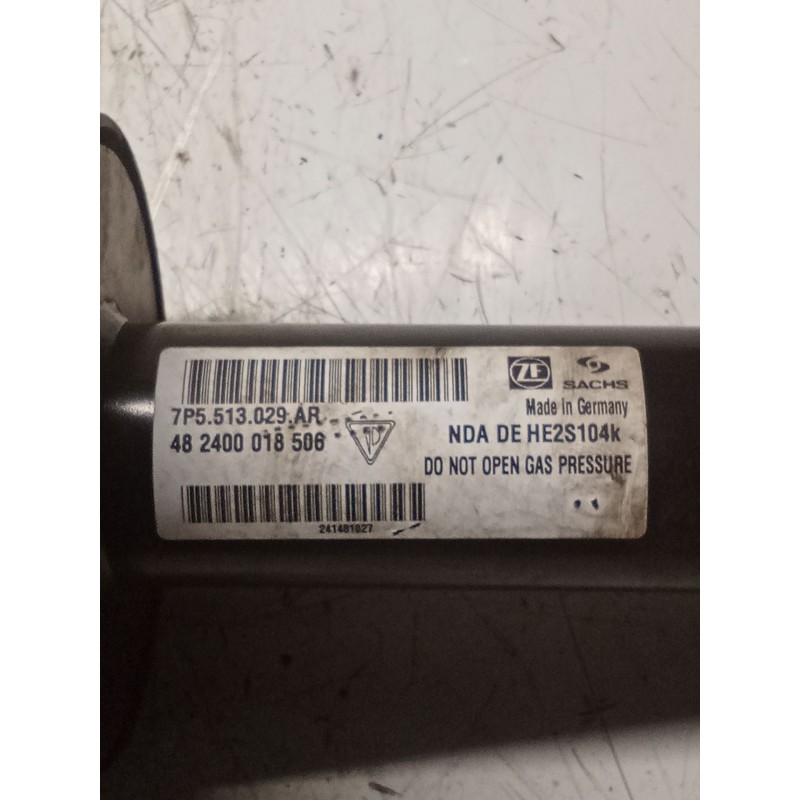 7P5.513.029.AR
48 2400 018 506
241481027
ZF SACHS
Made In Germany
NDA DE HE2S104k
DO NOT OPEN GAS PRESSURE